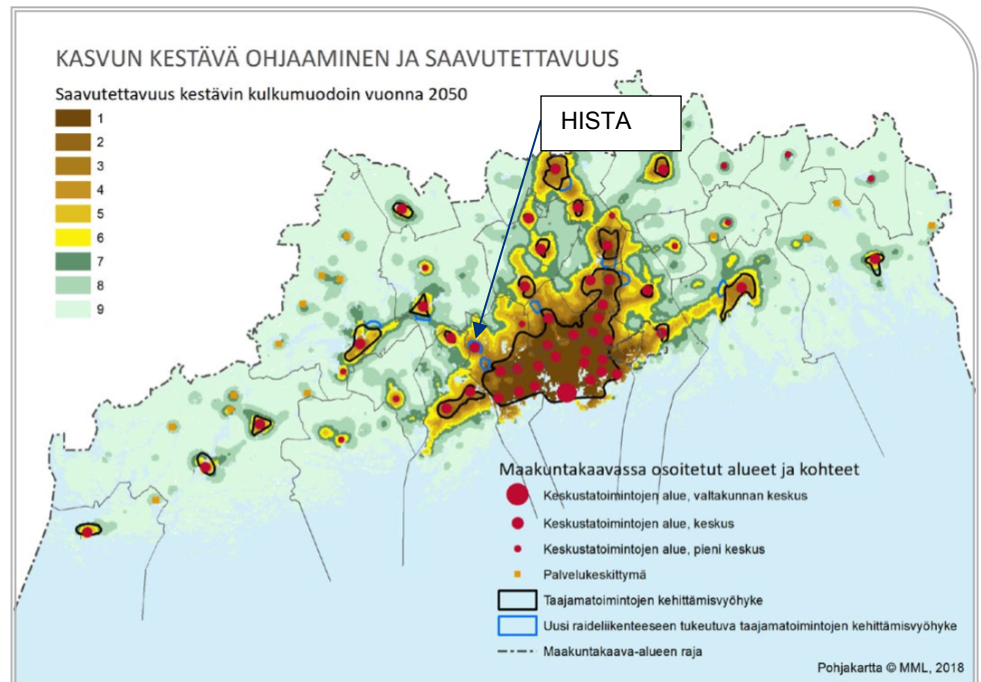 KASVUN KESTÄVÄ OHJAAMINEN JA SAAVUTETTAVUUS
Saavutettavuus kestävin kulkumuodoin vuonna 2050
1
2
3
4
5
6
7
8
9
HISTA
Maakuntakaavassa osoitetut alueet ja kohteet
Keskustatoimintojen alue, valtakunnan keskus
Keskustatoimintojen alue, keskus
Keskustatoimintojen alue, pieni keskus
Palvelukeskittymä
Taajamatoimintojen kehittämisvyöhyke
Uusi raideliikenteeseen tukeutuva taajamatoimintojen kehittämisvyöhyke
Maakuntakaava-alueen raja
Pohjakartta © MML, 2018